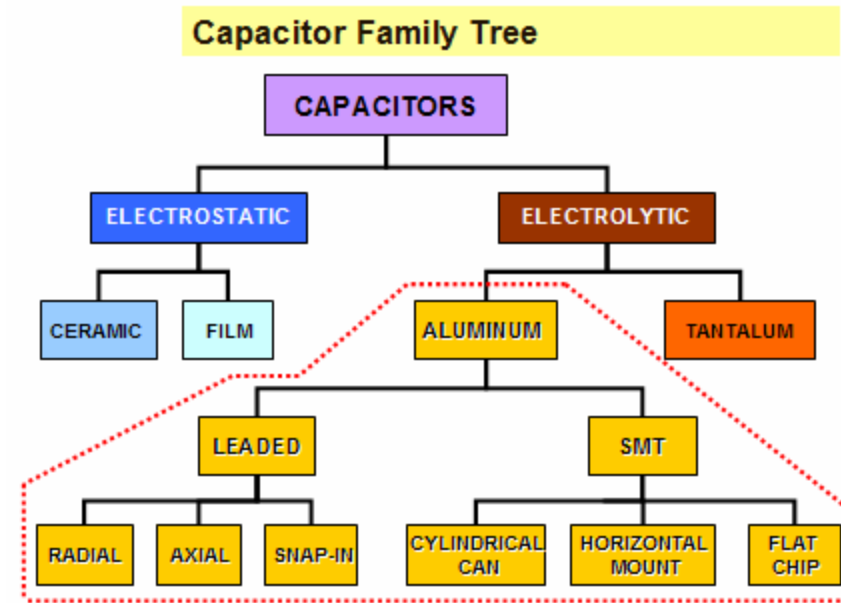 Capacitor Family Tree
CAPACITORS
ELECTROSTATIC
ELECTROLYTIC
CERAMIC
FILM
ALUMINUM
TANTALUM
LEADED
SMT
RADIAL
AXIAL
SNAP-IN
CYLINDRICAL
CAN
HORIZONTAL
MOUNT
FLAT
CHIP